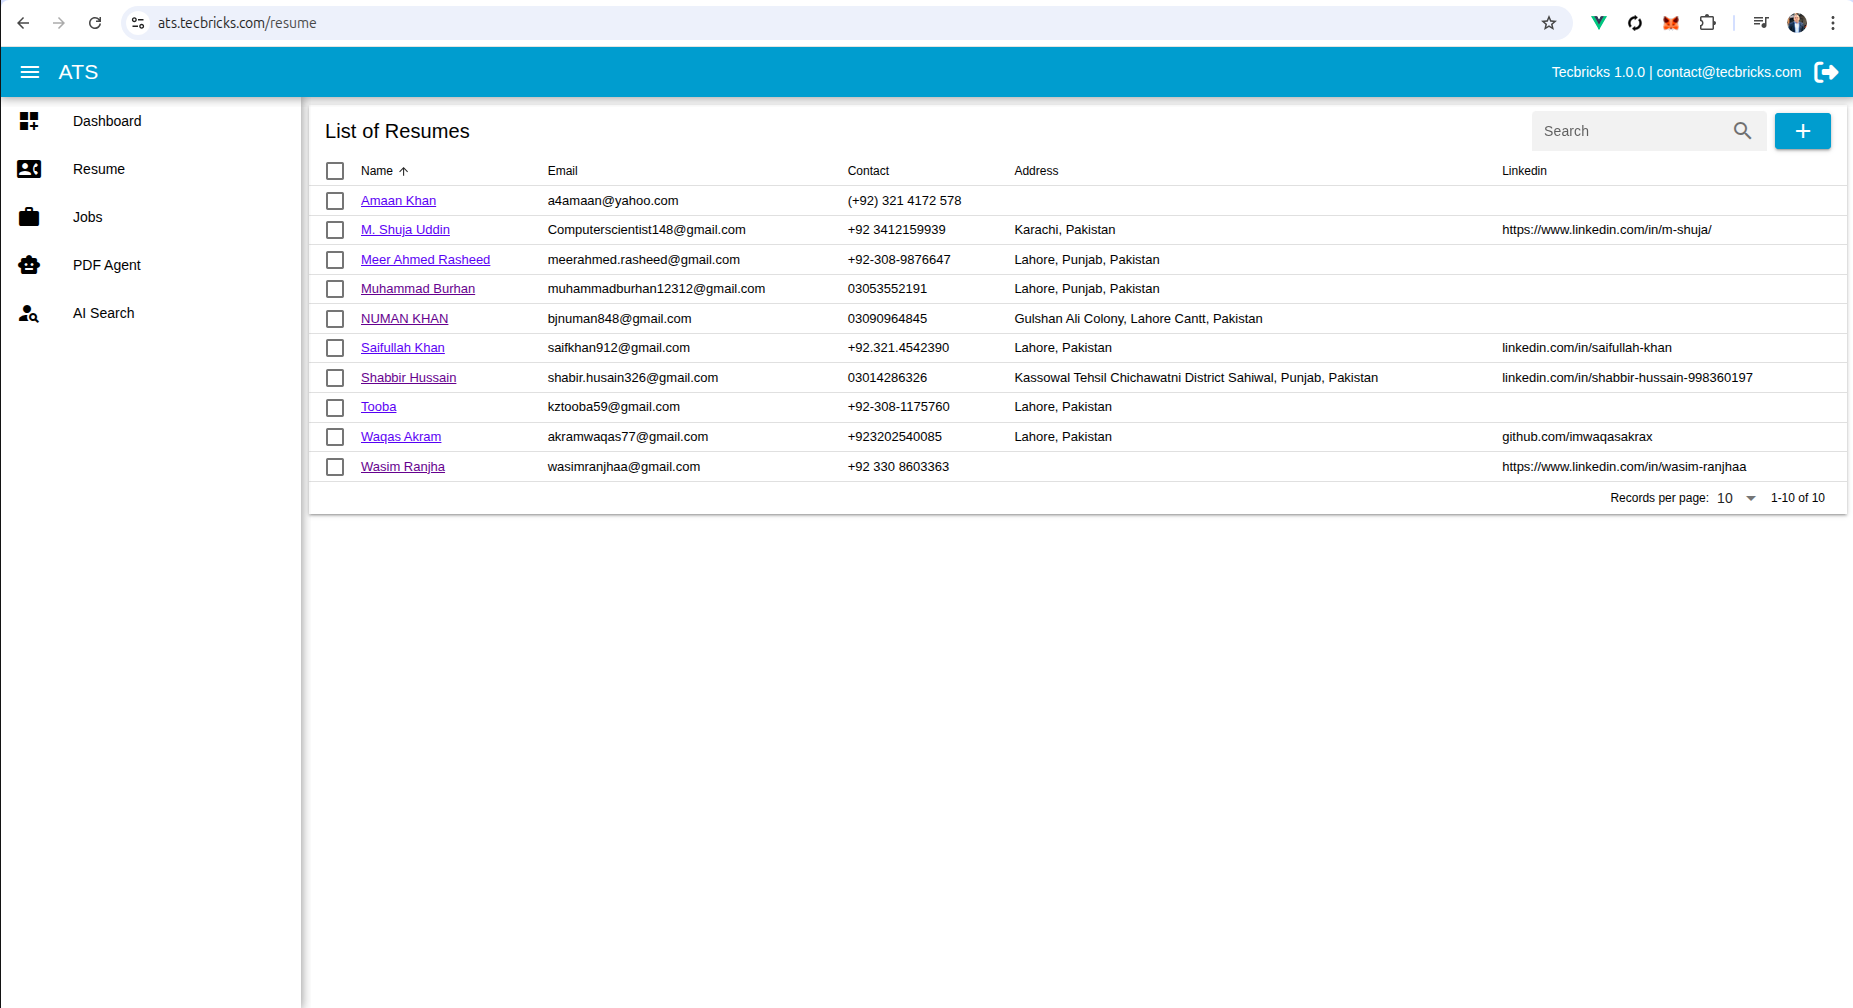 ats.tecbricks.com/resume
ATS
Tecbricks 1.0.0 | contact@tecbricks.com
Dashboard
Resume
Jobs
PDF Agent
AI Search
List of Resumes
Search
Name Email Contact Address Linkedin
Amaan Khan a4amaan@yahoo.com (+92) 321 4172 578
M. Shuja Uddin Computerscientist148@gmail.com +92 3412159939 Karachi, Pakistan https://www.linkedin.com/in/m-shuja/
Meer Ahmed Rasheed meerahmed.rasheed@gmail.com +92-308-9876647 Lahore, Punjab, Pakistan
Muhammad Burhan muhammadburhan12312@gmail.com 03053552191 Lahore, Punjab, Pakistan
NUMAN KHAN bjnuman848@gmail.com 03090964845 Gulshan Ali Colony, Lahore Cantt, Pakistan
Saifullah Khan saifkhan912@gmail.com +92.321.4542390 Lahore, Pakistan linkedin.com/in/saifullah-khan
Shabbir Hussain shabir.husain326@gmail.com 03014286326 Kassowal Tehsil Chichawatni District Sahiwal, Punjab, Pakistan linkedin.com/in/shabbir-hussain-998360197
Tooba kztooba59@gmail.com +92-308-1175760 Lahore, Pakistan
Waqas Akram akramwaqas77@gmail.com +923202540085 Lahore, Pakistan github.com/imwaqasakrax
Wasim Ranjha wasimranjhaa@gmail.com +92 330 8603363 https://www.linkedin.com/in/wasim-ranjhaa
Records per page: 10 1-10 of 10